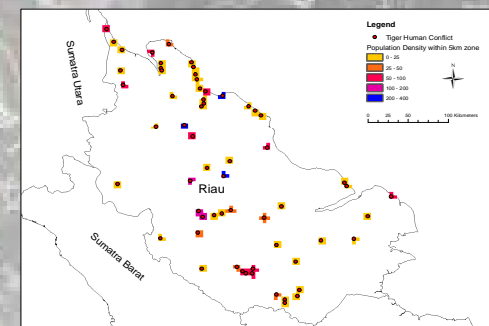 Legend
Tiger Human Conflict
Population Density within 5km zone
0 - 25
25 - 50
50 - 100
100 - 200
200 - 400
N
0 25 50 100 Kilometers
Sumatra Utara
Riau
Sumatra Barat